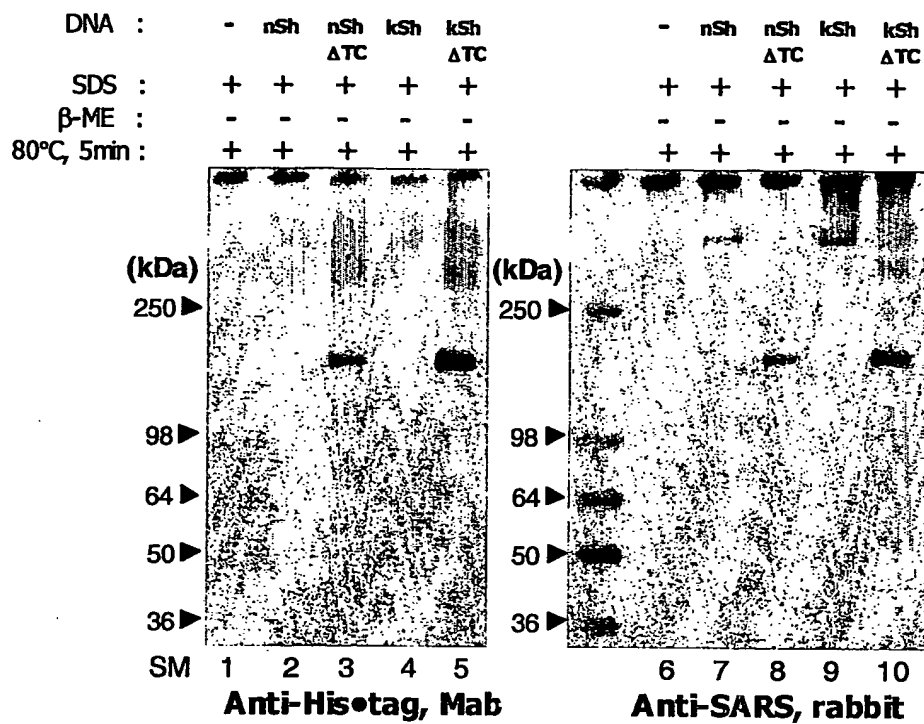 DNA : - nSh nSh kSh kSh - nSh nSh kSh kSh
ΔTC ΔTC ΔTC ΔTC
SDS : + + + + + + + + + +
β-ME : - - - - - - - - - -
80°C, 5min : + + + + + + + + + +
(kDa) (kDa)
250 250
98 98
64 64
50 50
36 36
SM 1 2 3 4 5 6 7 8 9 10
Anti-His•tag, Mab Anti-SARS, rabbit